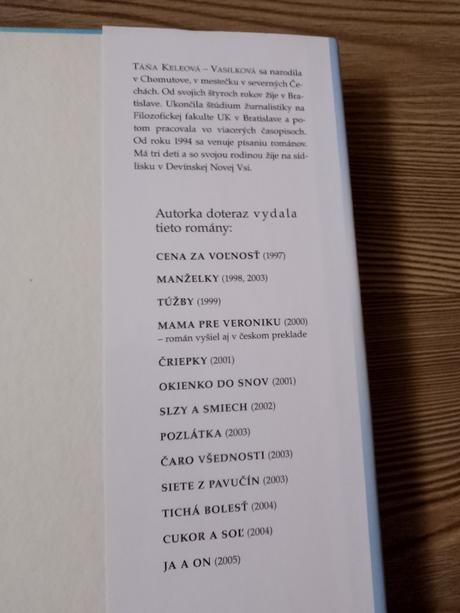 TÁŇA KELEOVÁ – VASILKOVÁ sa narodila
v Chomutove, v mestečku v severných Če-
chách. Od svojich štyroch rokov žije v Bra-
tislave. Ukončila štúdium žurnalistiky na
Filozofickej fakulte UK v Bratislave a po-
tom pracovala vo viacerých časopisoch.
Od roku 1994 sa venuje písaniu románov.
Má tri deti a so svojou rodinou žije na síd-
lisku v Devínskej Novej Vsi.
Autorka doteraz vydala
tieto romány:
CENA ZA VOĽNOSŤ (1997)
MANŽELKY (1998, 2003)
TÚŽBY (1999)
MAMA PRE VERONIKU (2000)
– román vyšiel aj v českom preklade
ČRIEPKY (2001)
OKIENKO DO SNOV (2001)
SLZY A SMIECH (2002)
POZLÁTKA (2003)
ČARO VŠEDNOSTI (2003)
SIETE Z PAVUČÍN (2003)
TICHÁ BOLESŤ (2004)
CUKOR A SOĽ (2004)
JA A ON (2005)